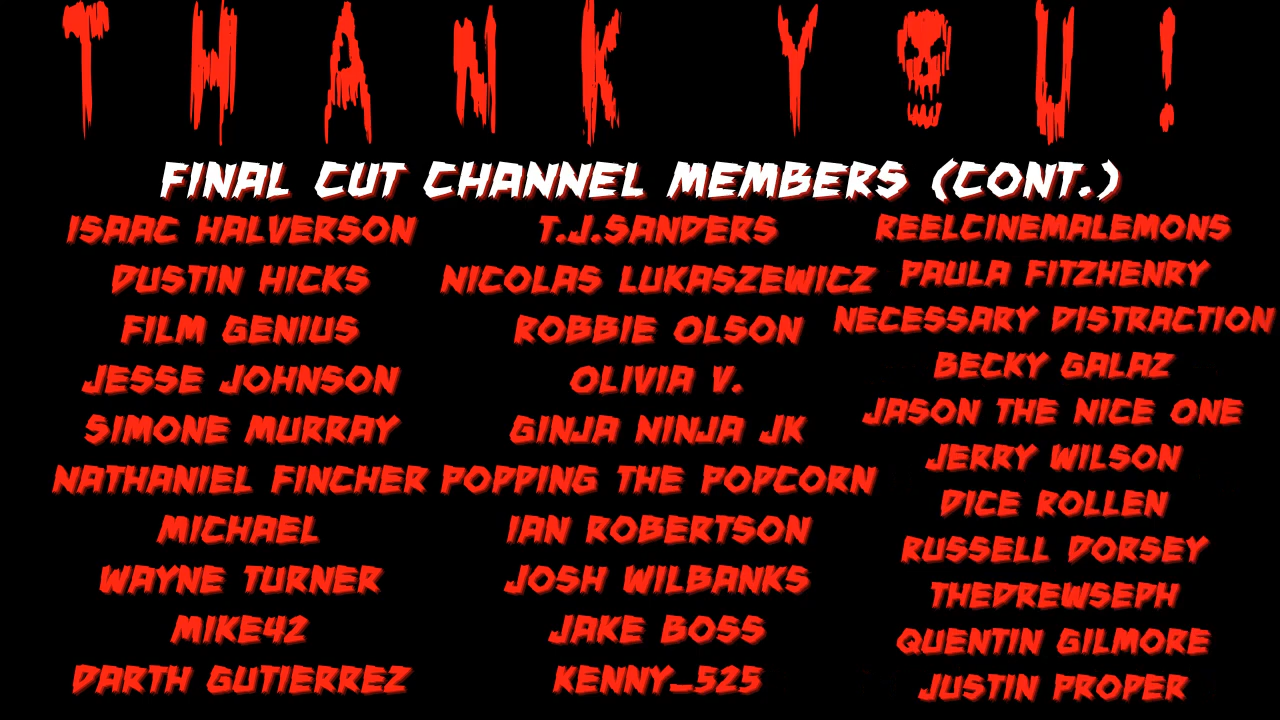 THANK YOU!
FINAL CUT CHANNEL MEMBERS (CONT.)
ISAAC HALVERSON
DUSTIN HICKS
FILM GENIUS
JESSE JOHNSON
SIMONE MURRAY
NATHANIEL FINCHER
MICHAEL
WAYNE TURNER
MIKE42
DARTH GUTIERREZ
T.J.SANDERS
NICOLAS LUKASZEWICZ
ROBBIE OLSON
OLIVIA V.
GINJA NINJA JK
POPPING THE POPCORN
IAN ROBERTSON
JOSH WILBANKS
JAKE BOSS
KENNY_525
REELCINEMALEMONS
PAULA FITZHENRY
NECESSARY DISTRACTION
BECKY GALAZ
JASON THE NICE ONE
JERRY WILSON
DICE ROLLEN
RUSSELL DORSEY
THEDREWSEPH
QUENTIN GILMORE
JUSTIN PROPER